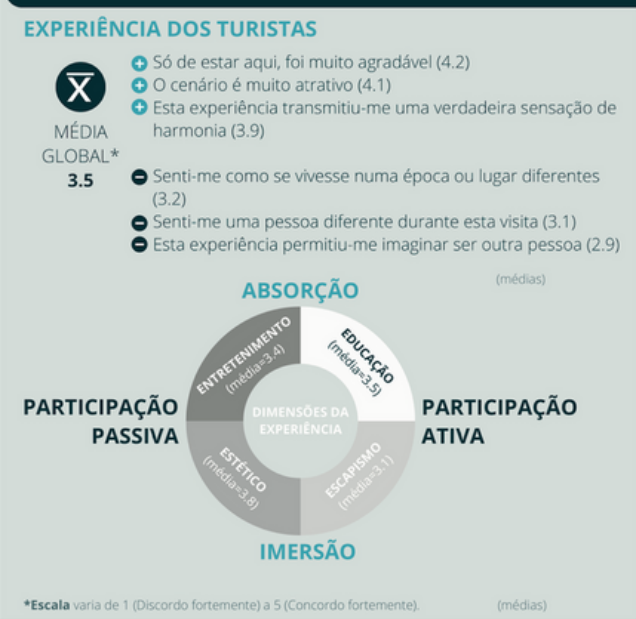 EXPERIÊNCIA DOS TURISTAS
X
MÉDIA
GLOBAL*
3.5
+ Só de estar aqui, foi muito agradável (4.2)
+ O cenário é muito atrativo (4.1)
+ Esta experiência transmitiu-me uma verdadeira sensação de
harmonia (3.9)
- Senti-me como se vivesse numa época ou lugar diferentes
(3.2)
- Senti-me uma pessoa diferente durante esta visita (3.1)
- Esta experiência permitiu-me imaginar ser outra pessoa (2.9)
(médias)
ABSORÇÃO
ENTRETENIMENTO
(média=3.4)
EDUCAÇÃO
(média=3.5)
PARTICIPAÇÃO
PASSIVA
DIMENSÕES DA
EXPERIÊNCIA
PARTICIPAÇÃO
ATIVA
ESTÉTICO
(média=3.8)
ESCAPISMO
(média=3.1)
IMERSÃO
*Escala varia de 1 (Discordo fortemente) a 5 (Concordo fortemente).
(médias)